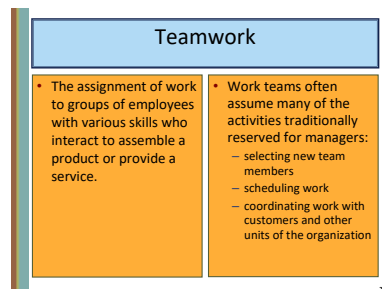 Teamwork
• The assignment of work
to groups of employees
with various skills who
interact to assemble a
product or provide a
service.
• Work teams often
assume many of the
activities traditionally
reserved for managers:
– selecting new team
members
– scheduling work
– coordinating work with
customers and other
units of the organization